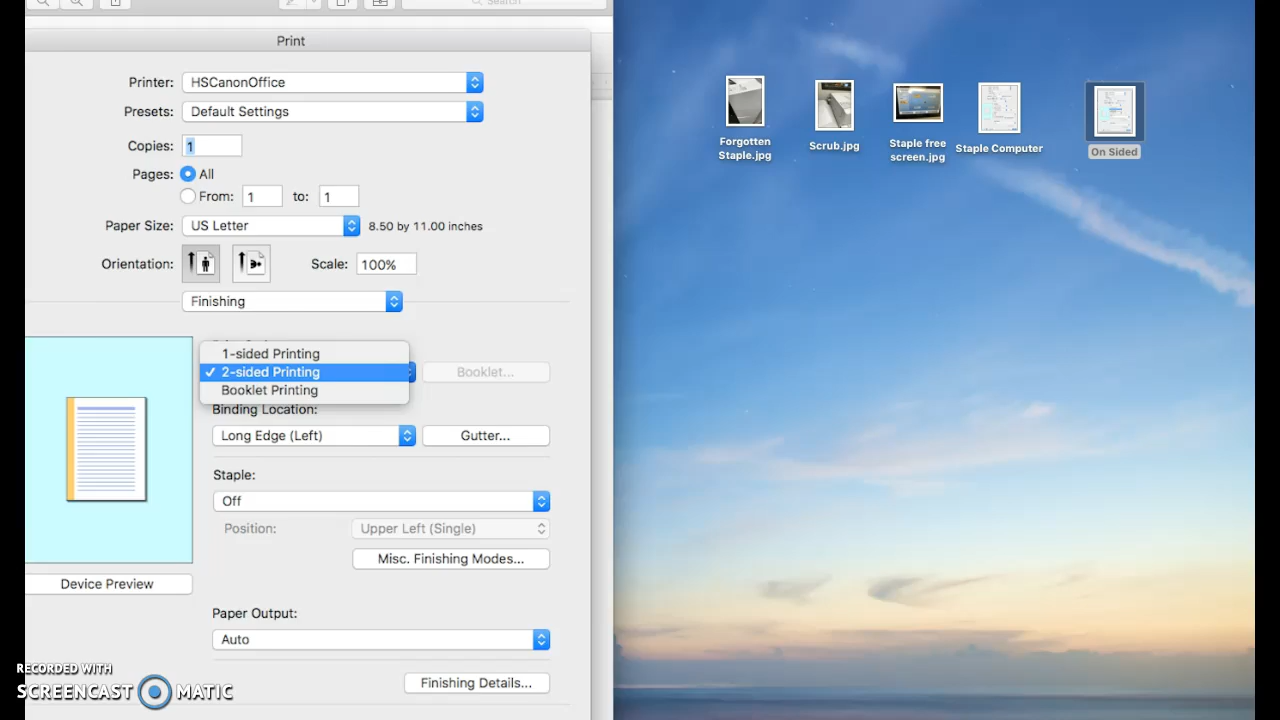 Search
Print
Printer: HSCanonOffice
Presets: Default Settings
Copies: 1
Pages: All
From: 1 to: 1
Paper Size: US Letter 8.50 by 11.00 inches
Orientation: Scale: 100%
Finishing
1-sided Printing
✓ 2-sided Printing
Booklet Printing
Booklet...
Binding Location:
Long Edge (Left) Gutter...
Staple:
Off
Position: Upper Left (Single)
Misc. Finishing Modes...
Device Preview
Paper Output:
Auto
Finishing Details...
Forgotten
Staple.jpg
Scrub.jpg
Staple free
screen.jpg
Staple Computer
On Sided
RECORDED WITH
SCREENCAST MATIC